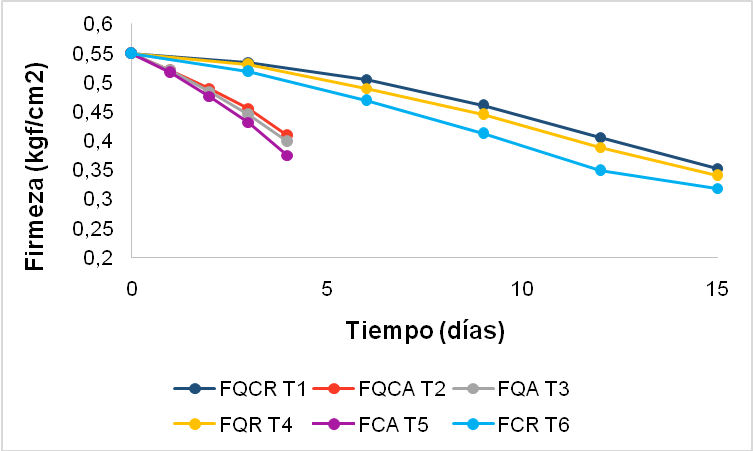 0,6
0,55
0,5
0,45
0,4
0,35
0,3
0,25
0,2
Firmeza (kgf/cm2)
0 5 10 15
Tiempo (días)
FQCR T1 FQCA T2 FQA T3
FQR T4 FCA T5 FCR T6